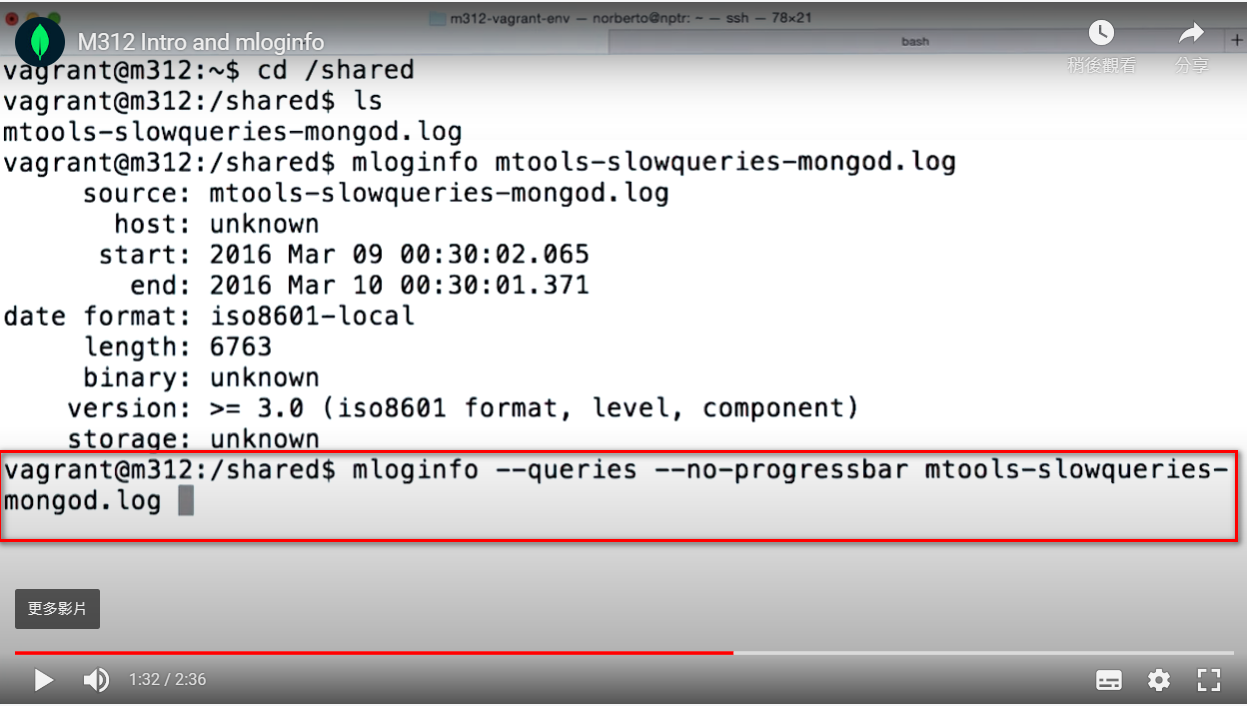 m312-vagrant-env — norberto@nptr: ~ — ssh — 78×21
M312 Intro and mloginfo
bash
+
稍後觀看
分享
vagrant@m312:~$ cd /shared
vagrant@m312:/shared$ ls
mtools-slowqueries-mongod.log
vagrant@m312:/shared$ mloginfo mtools-slowqueries-mongod.log
source: mtools-slowqueries-mongod.log
host: unknown
start: 2016 Mar 09 00:30:02.065
end: 2016 Mar 10 00:30:01.371
date format: iso8601-local
length: 6763
binary: unknown
version: >= 3.0 (iso8601 format, level, component)
storage: unknown
vagrant@m312:/shared$ mloginfo --queries --no-progressbar mtools-slowqueries-
mongod.log
更多影片
1:32 / 2:36